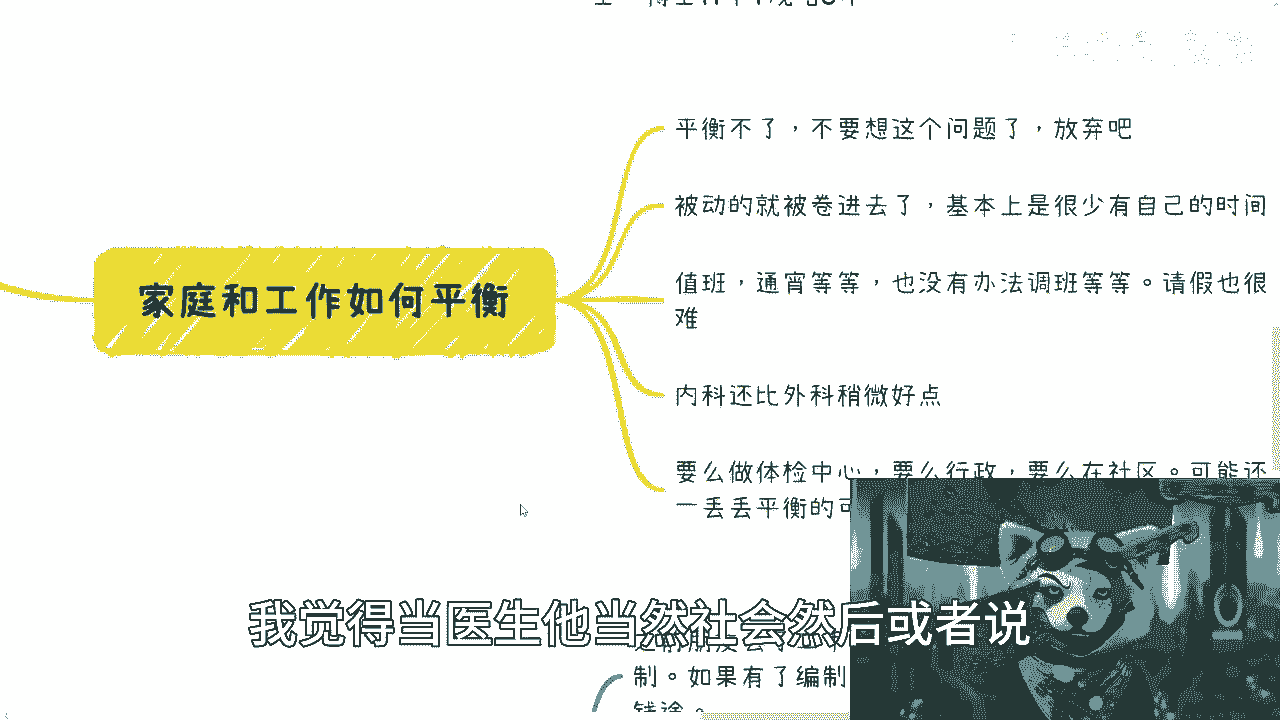 平衡不了，不要想这个问题了，放弃吧
被动的就被卷进去了，基本上是很少有自己的时间
家庭和工作如何平衡
值班，通宵等等，也没有办法调班等等。请假也很
难
内科还比外科稍微好点
要么做体检中心，要么行政，要么在社区。可能还
一丢丢平衡的
我觉得当医生他当然社会然后或者说
制。如果有了编制